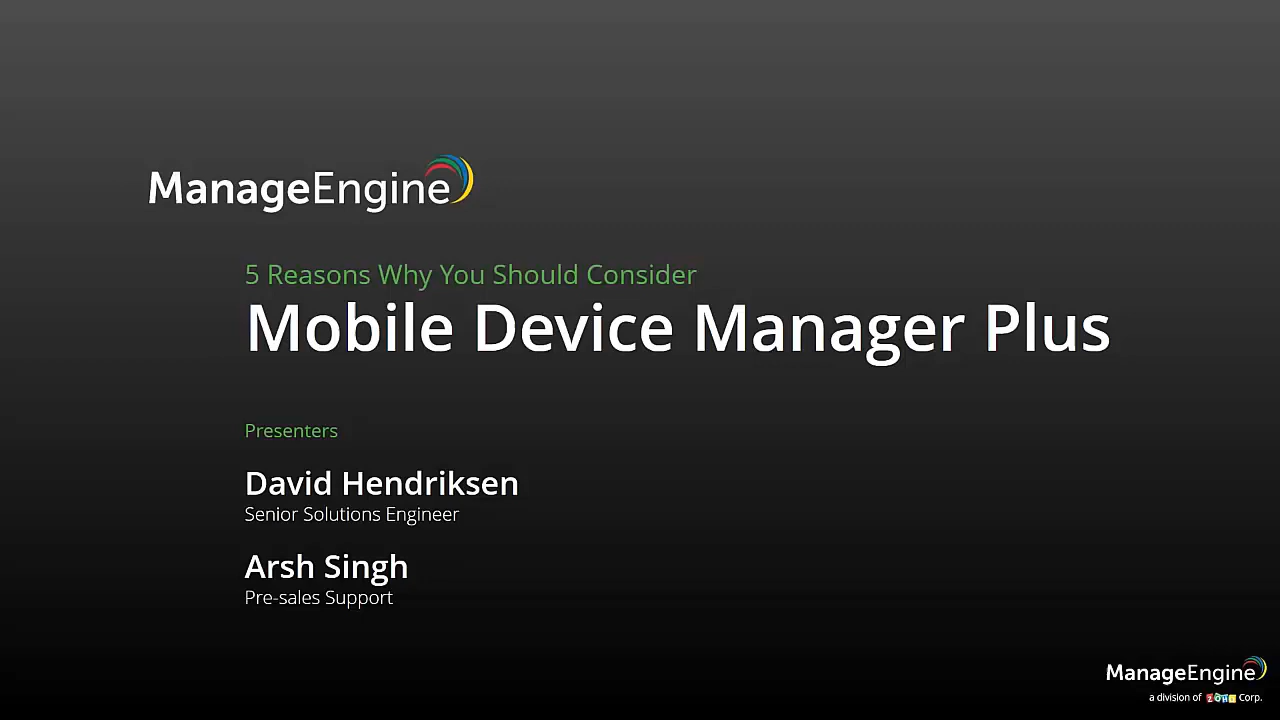 ManageEngine
5 Reasons Why You Should Consider
Mobile Device Manager Plus
Presenters
David Hendriksen
Senior Solutions Engineer
Arsh Singh
Pre-sales Support
ManageEngine
a division of ZOHO Corp.